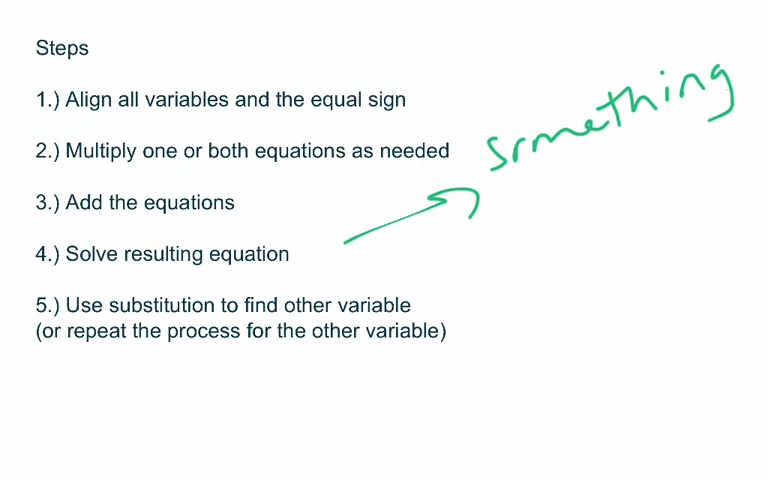 Steps
1.) Align all variables and the equal sign
something
2.) Multiply one or both equations as needed
3.) Add the equations
4.) Solve resulting equation
5.) Use substitution to find other variable
(or repeat the process for the other variable)